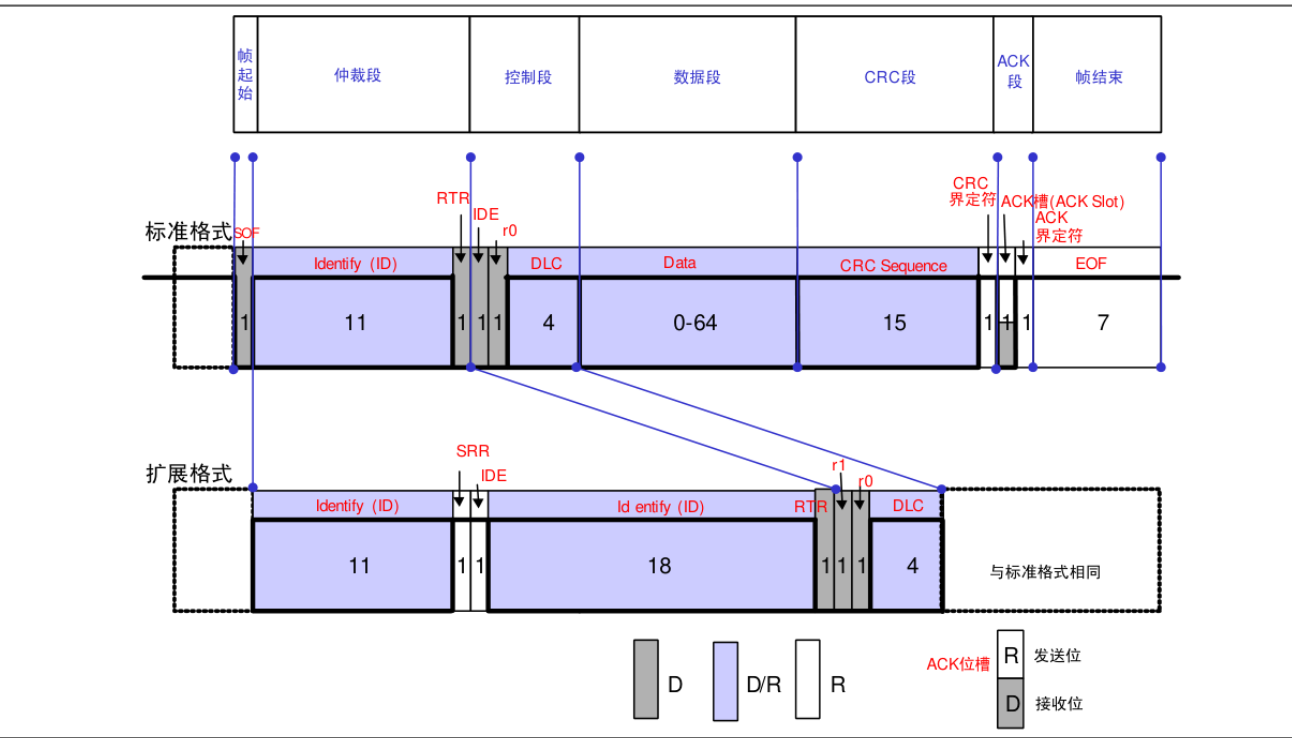 帧起始
仲裁段
控制段
数据段
CRC段
ACK段
帧结束
RTR
IDE
r0
CRC
界定符
ACK槽(ACK Slot)
ACK
界定符
标准格式
SOF
Identify (ID)
DLC
Data
CRC Sequence
EOF
1
11
1
1
1
4
0-64
15
1
1
1
7
SRR
IDE
r1
r0
扩展格式
Identify (ID)
Id entify (ID)
RTR
DLC
11
1
1
18
1
1
1
4
与标准格式相同
D
D/R
R
ACK位槽
R
发送位
D
接收位